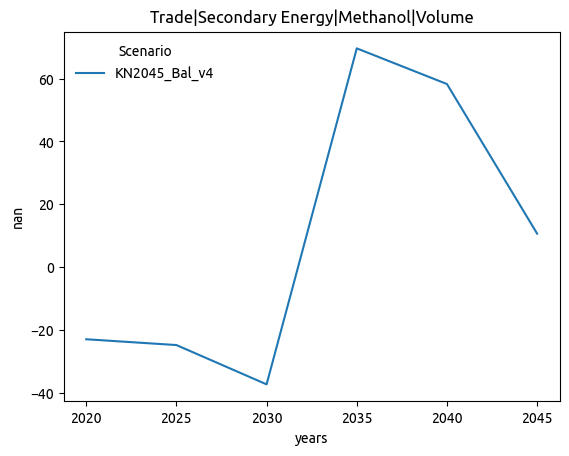 Trade|Secondary Energy|Methanol|Volume
Scenario
KN2045_Bal_v4
60
40
20
0
−20
−40
nan
2020 2025 2030 2035 2040 2045
years